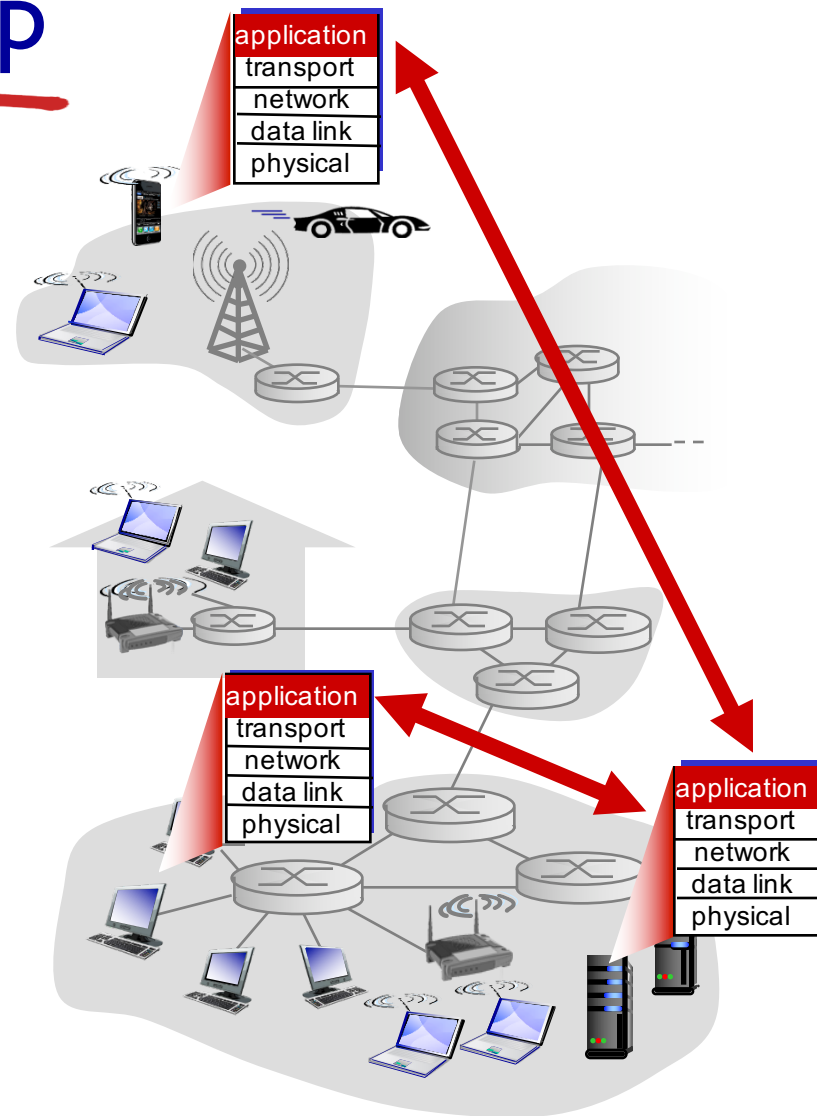 p
application
transport
network
data link
physical
application
transport
network
data link
physical
application
transport
network
data link
physical